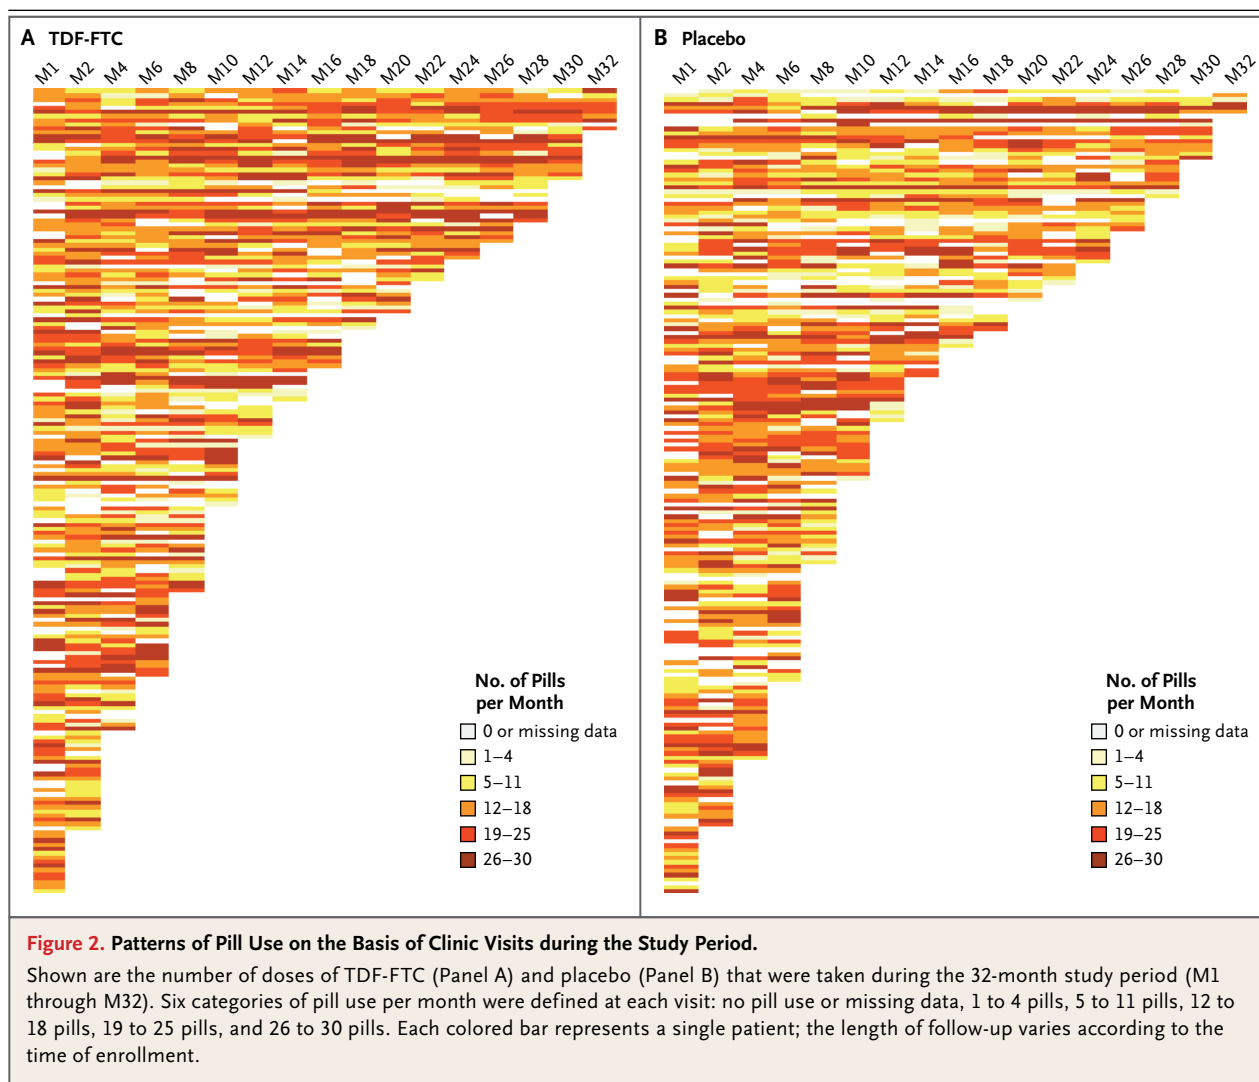 A TDF-FTC
M1 M2 M4 M6 M8 M10 M12 M14 M16 M18 M20 M22 M24 M26 M28 M30 M32
No. of Pills
per Month
0 or missing data
1–4
5–11
12–18
19–25
26–30
B Placebo
M1 M2 M4 M6 M8 M10 M12 M14 M16 M18 M20 M22 M24 M26 M28 M30 M32
No. of Pills
per Month
0 or missing data
1–4
5–11
12–18
19–25
26–30
Figure 2. Patterns of Pill Use on the Basis of Clinic Visits during the Study Period.
Shown are the number of doses of TDF-FTC (Panel A) and placebo (Panel B) that were taken during the 32-month study period (M1
through M32). Six categories of pill use per month were defined at each visit: no pill use or missing data, 1 to 4 pills, 5 to 11 pills, 12 to
18 pills, 19 to 25 pills, and 26 to 30 pills. Each colored bar represents a single patient; the length of follow-up varies according to the
time of enrollment.